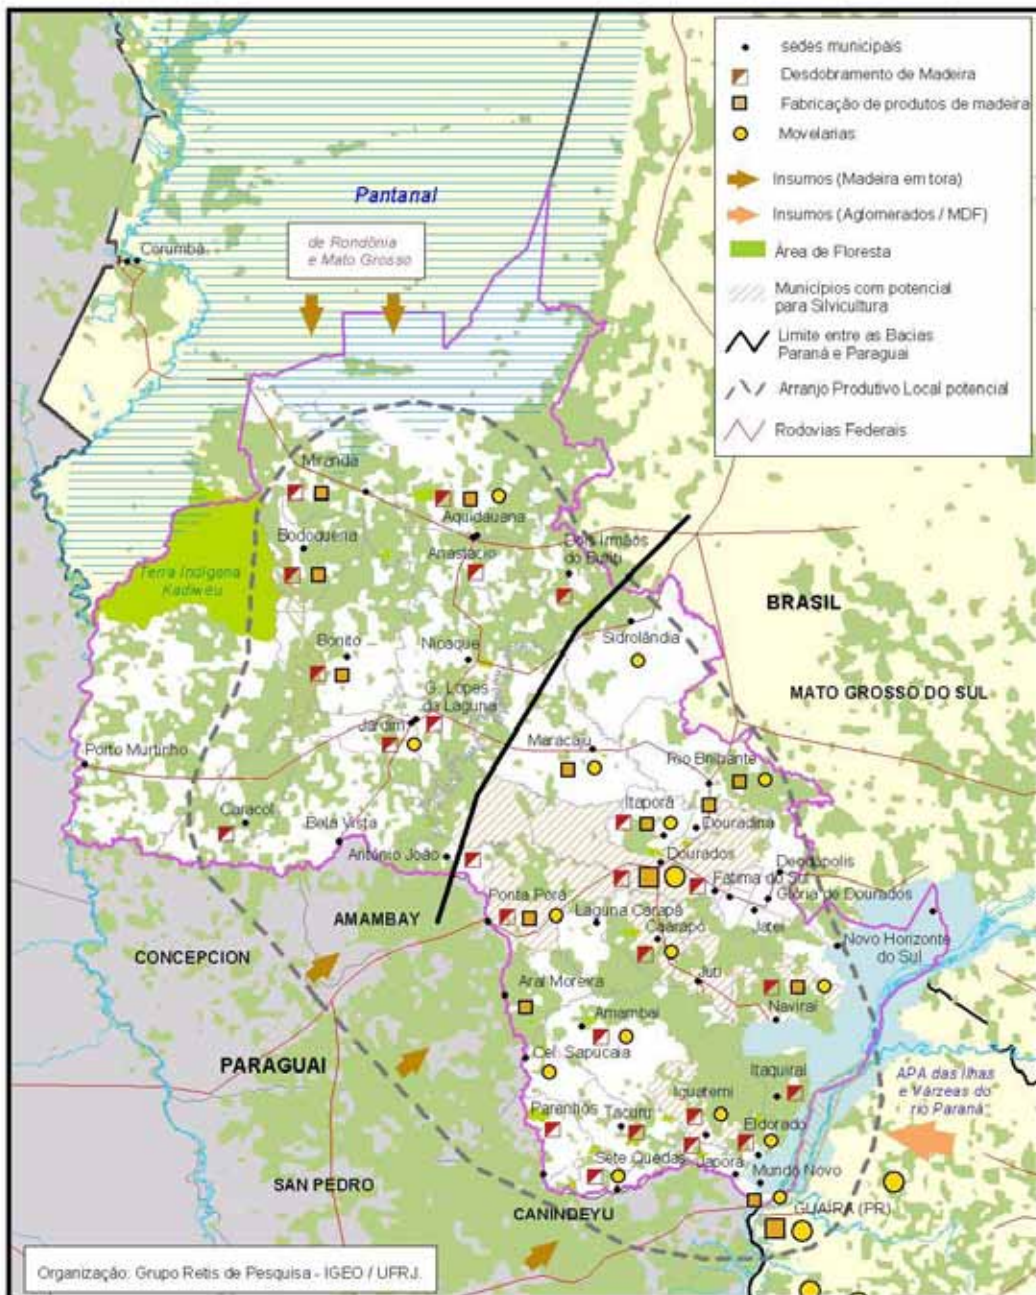 sedes municipais
Desdobramento de Madeira
Fabricação de produtos de madeira
Movelarias
Insumos (Madeira em tora)
Insumos (Aglomerados / MDF)
Área de Floresta
Municípios com potencial
para Silvicultura
Limite entre as Bacias
Paraná e Paraguai
Arranjo Produtivo Local potencial
Rodovias Federais
Pantanal
de Rondônia
e Mato Grosso
Corumbá
Miranda
Aquidauana
Bodoquena
Anastácio
Dois Irmãos
do Buriti
Terra Indígena
Kadiwéu
BRASIL
Sidrolândia
Bonito
Nioaque
MATO GROSSO DO SUL
G. Lopes
da Laguna
Jardim
Maracaju
Porto Murtinho
Rio Brilhante
Caracol
Bela Vista
Itaporã
Douradina
António João
Dourados
Deodápolis
Fátima do Sul
Glória de Dourados
Ponta Porã
Laguna Carapã
Jateí
AMAMBAY
Caarapó
Novo Horizonte
do Sul
CONCEPCION
Juti
Aral Moreira
Naviraí
Amambai
PARAGUAI
Cel. Sapucaia
Itaquiraí
APA das Ilhas
e Várzeas do
rio Paraná
Iguatemi
Paranhos
Tacuru
Eldorado
Sete Quedas
Japorã
Mundo Novo
SAN PEDRO
CANINDEYU
GUAÍRA (PR)
Organização: Grupo Retis de Pesquisa - IGEO / UFRJ.